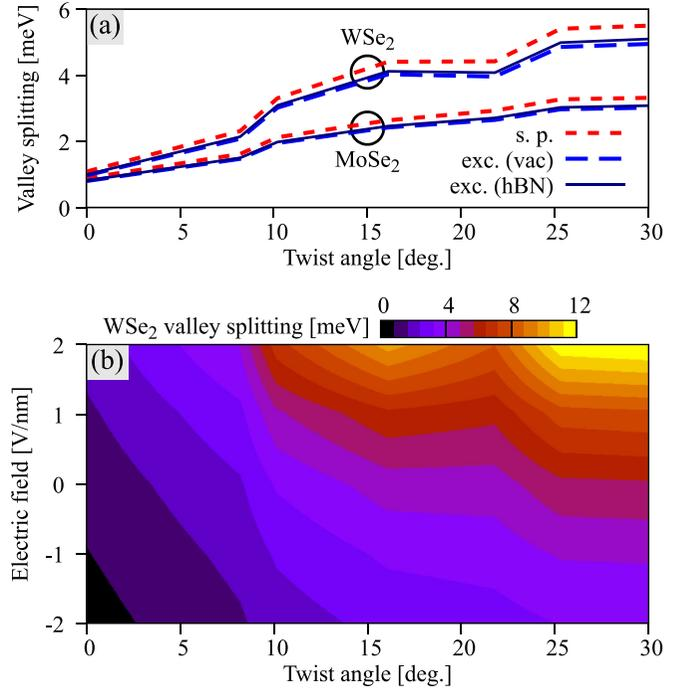 (a)
Valley splitting [meV]
6
4
2
0
WSe₂
MoSe₂
s. p.
exc. (vac)
exc. (hBN)
0 5 10 15 20 25 30
Twist angle [deg.]
WSe₂ valley splitting [meV]
0 4 8 12
(b)
Electric field [V/nm]
2
1
0
-1
-2
0 5 10 15 20 25 30
Twist angle [deg.]